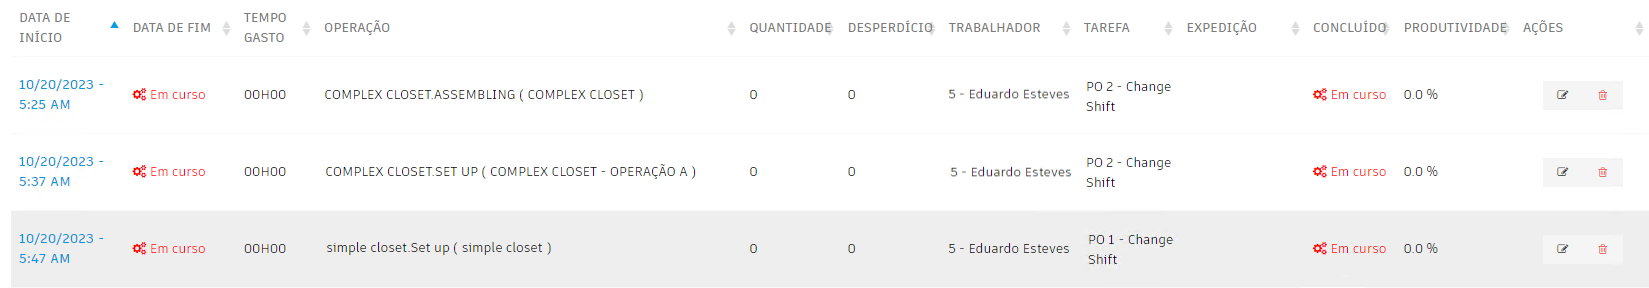 DATA DE INÍCIO DATA DE FIM TEMPO GASTO OPERAÇÃO QUANTIDADE DESPERDÍCIO TRABALHADOR TAREFA EXPEDIÇÃO CONCLUÍDO PRODUTIVIDADE AÇÕES
10/20/2023 - 5:25 AM Em curso 00H00 COMPLEX CLOSET.ASSEMBLING ( COMPLEX CLOSET ) 0 0 5 - Eduardo Esteves PO 2 - Change Shift Em curso 0.0 %
10/20/2023 - 5:37 AM Em curso 00H00 COMPLEX CLOSET.SET UP ( COMPLEX CLOSET - OPERAÇÃO A ) 0 0 5 - Eduardo Esteves PO 2 - Change Shift Em curso 0.0 %
10/20/2023 - 5:47 AM Em curso 00H00 simple closet.Set up ( simple closet ) 0 0 5 - Eduardo Esteves PO 1 - Change Shift Em curso 0.0 %